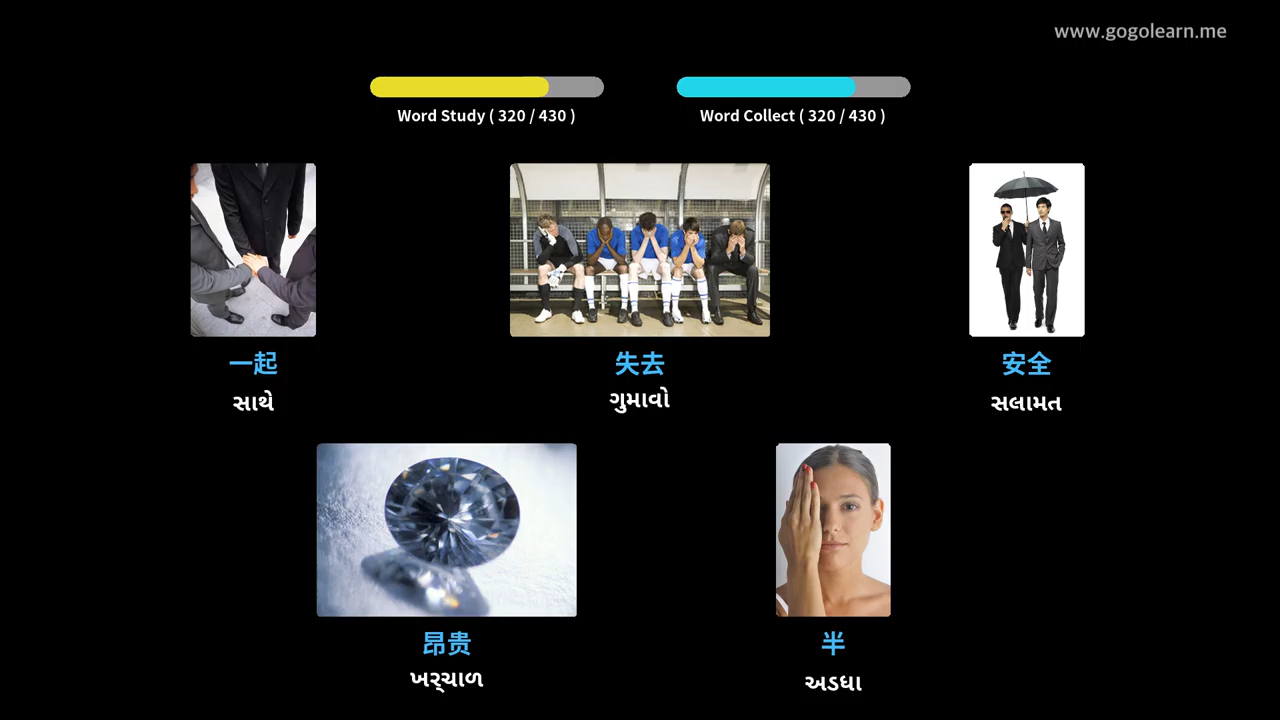 www.gogolearn.me
Word Study ( 320 / 430 )
Word Collect ( 320 / 430 )
一起
સાથે
失去
ગુમાવો
安全
સલામત
昂贵
ખર્ચાળ
半
અડધા